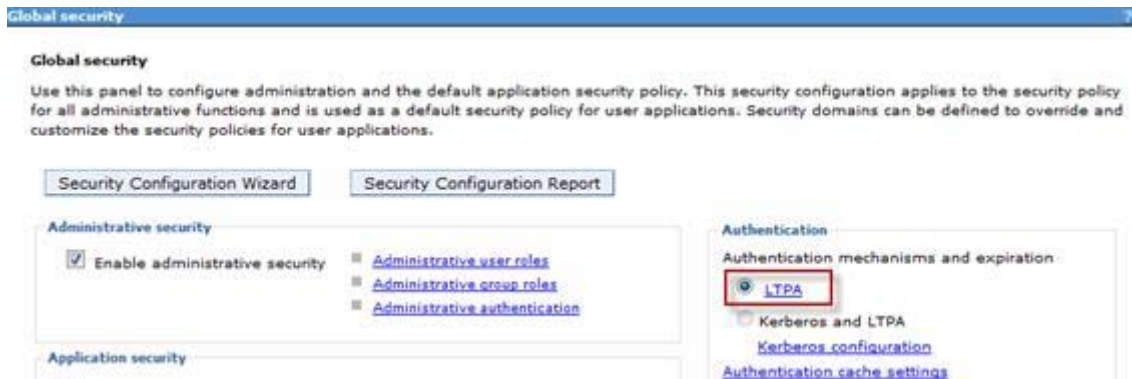 Global security ?
Global security
Use this panel to configure administration and the default application security policy. This security configuration applies to the security policy
for all administrative functions and is used as a default security policy for user applications. Security domains can be defined to override and
customize the security policies for user applications.
Security Configuration Wizard
Security Configuration Report
Administrative security
Enable administrative security
Administrative user roles
Administrative group roles
Administrative authentication
Application security
Authentication
Authentication mechanisms and expiration
LTPA
Kerberos and LTPA
Kerberos configuration
Authentication cache settings